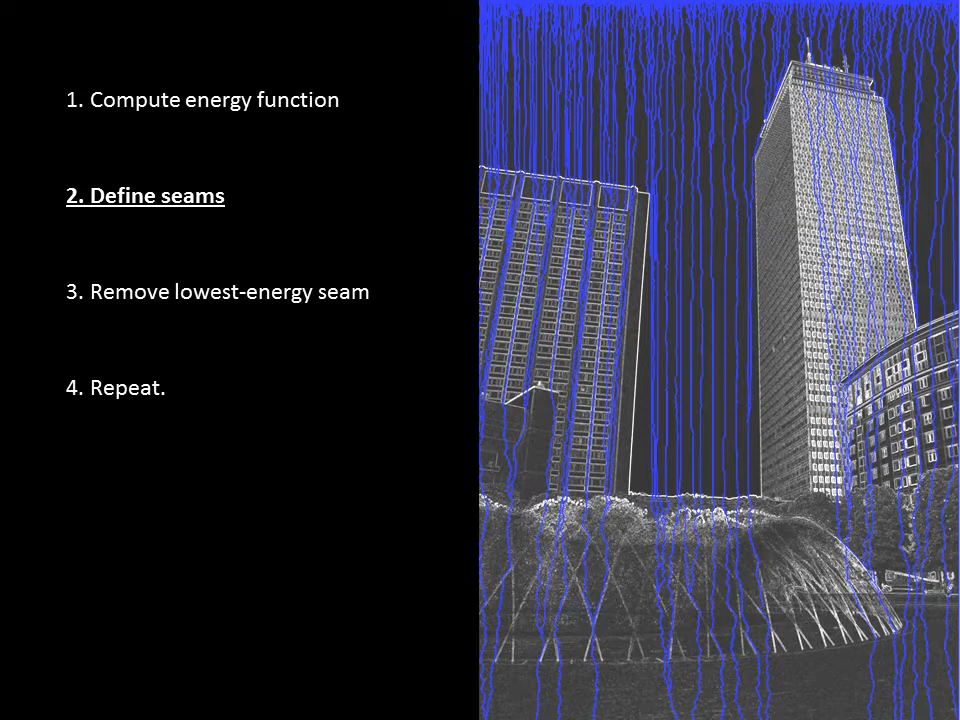 1. Compute energy function
2. Define seams
3. Remove lowest-energy seam
4. Repeat.